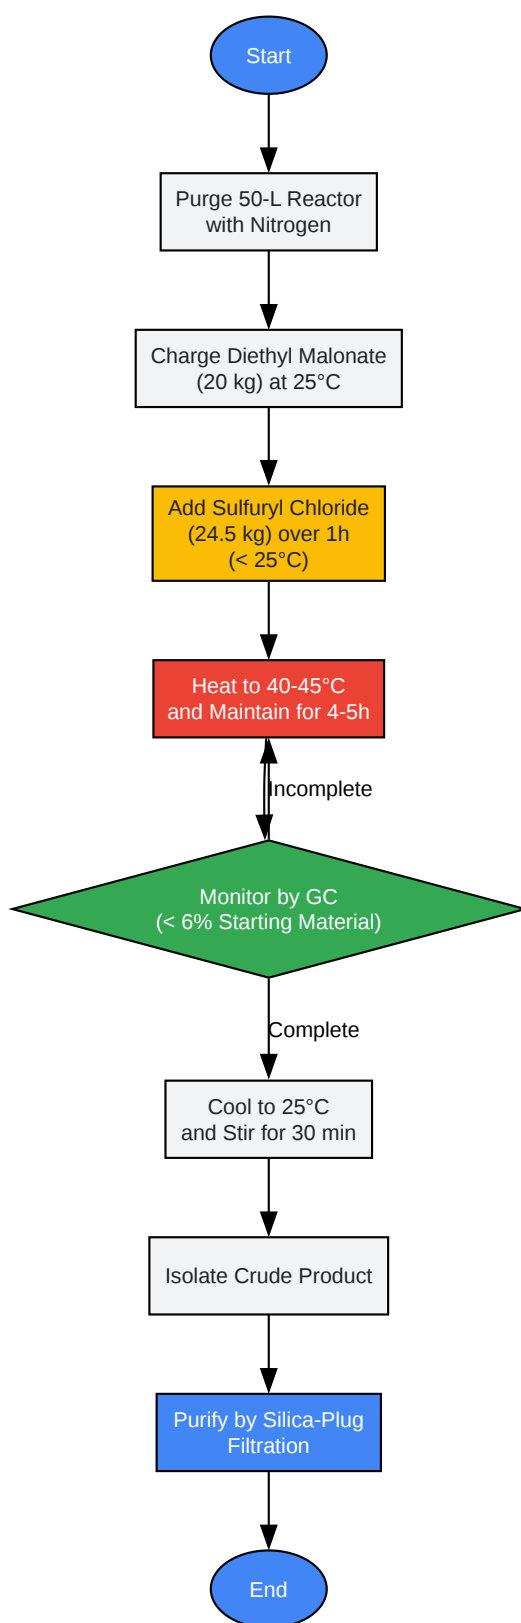 Start
Purge 50-L Reactor
with Nitrogen
Charge Diethyl Malonate
(20 kg) at 25°C
Add Sulfuryl Chloride
(24.5 kg) over 1h
(< 25°C)
Heat to 40-45°C
and Maintain for 4-5h
Incomplete
Monitor by GC
(< 6% Starting Material)
Complete
Cool to 25°C
and Stir for 30 min
Isolate Crude Product
Purify by Silica-Plug
Filtration
End